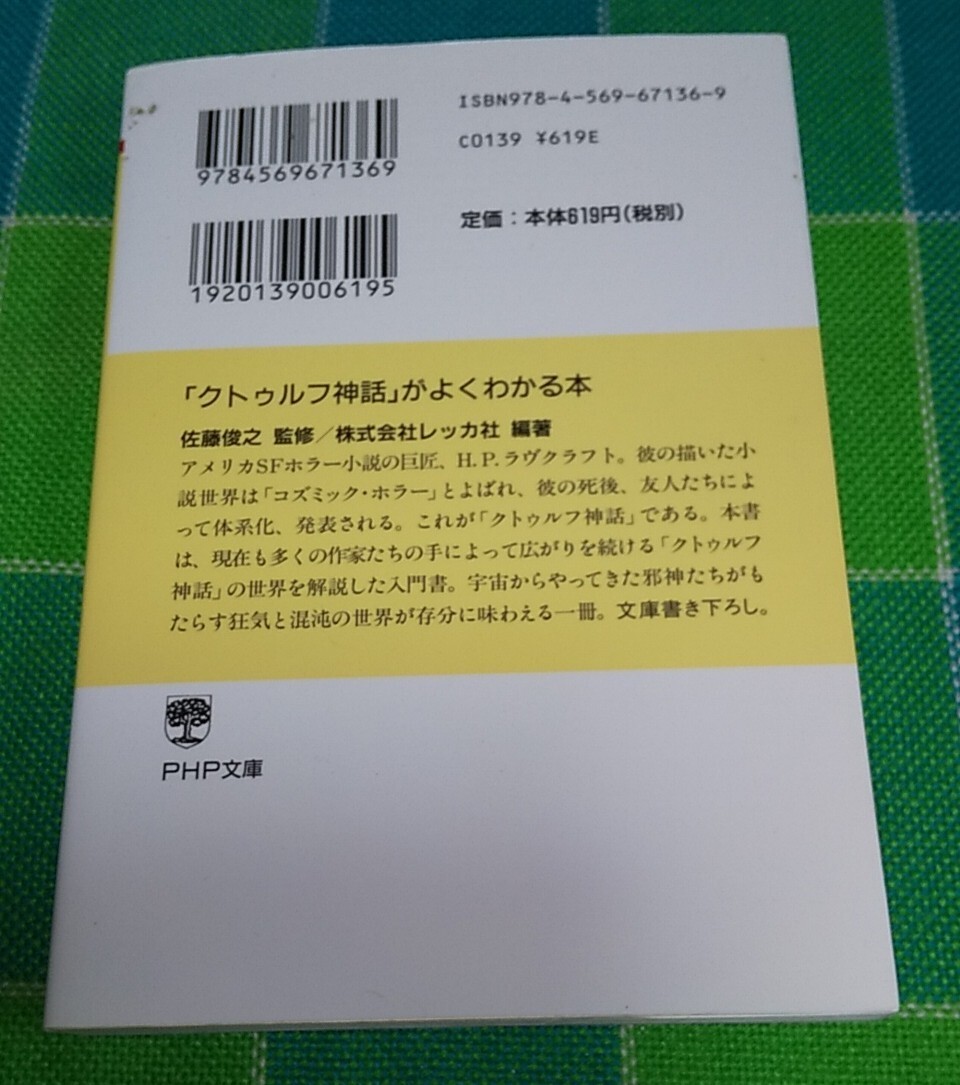 ISBN978-4-569-67136-9
C0139 ¥619E
9784569671369
定価：本体619円(税別)
1920139006195
「クトゥルフ神話」がよくわかる本
佐藤俊之 監修／株式会社レッカ社 編著
アメリカSFホラー小説の巨匠、H.P.ラヴクラフト。彼の描いた小
説世界は「コズミック・ホラー」とよばれ、彼の死後、友人たちによ
って体系化、発表される。これが「クトゥルフ神話」である。本書
は、現在も多くの作家たちの手によって広がりを続ける「クトゥルフ
神話」の世界を解説した入門書。宇宙からやってきた邪神たちがも
たらす狂気と混沌の世界が存分に味わえる一冊。文庫書き下ろし。
PHP文庫